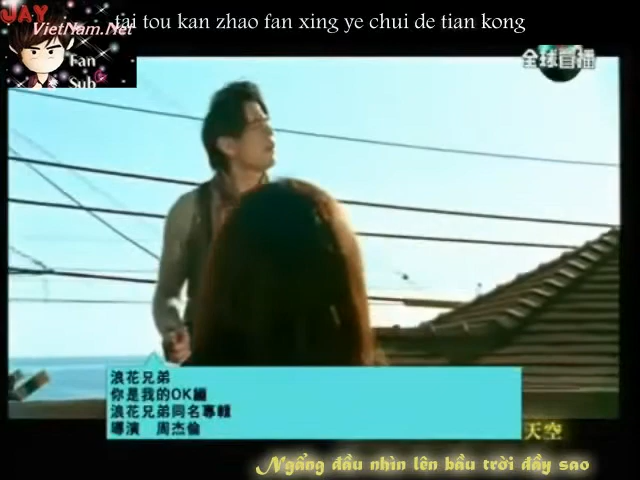 JAY
VietNam.Net
Fan
Sub
tai tou kan zhao fan xing ye chui de tian kong
全球首播
浪花兄弟
你是我的OK繃
浪花兄弟同名專輯
導演 周杰倫
天空
Ngẩng đầu nhìn lên bầu trời đầy sao